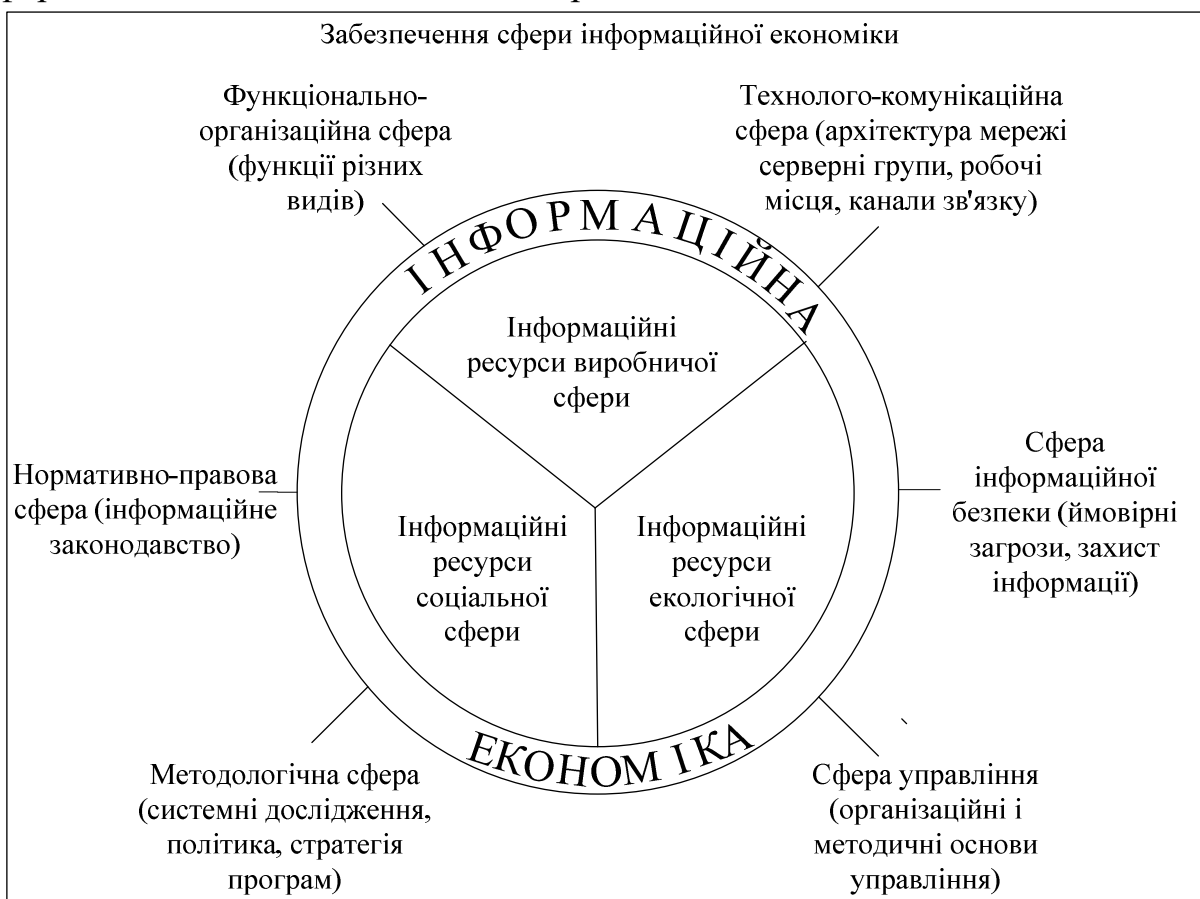 Забезпечення сфери інформаційної економіки
Функціонально-
організаційна сфера
(функції різних
видів)
Технолого-комунікаційна
сфера (архітектура мережі
серверні групи, робочі
місця, канали зв'язку)
ІНФОРМАЦІЙНА
Інформаційні
ресурси виробничої
сфери
Нормативно-правова
сфера (інформаційне
законодавство)
Інформаційні
ресурси
соціальної
сфери
Інформаційні
ресурси
екологічної
сфери
Сфера
інформаційної
безпеки (ймовірні
загрози, захист
інформації)
ЕКОНОМІКА
Методологічна сфера
(системні дослідження,
політика, стратегія
програм)
Сфера управління
(організаційні і
методичні основи
управління)